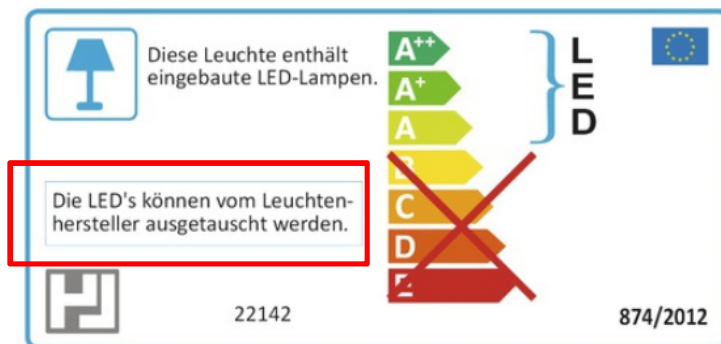 Diese Leuchte enthält
eingebaute LED-Lampen.
A++
A+
A
B
C
D
E
L
E
D
Die LED's können vom Leuchten-
hersteller ausgetauscht werden.
22142
874/2012